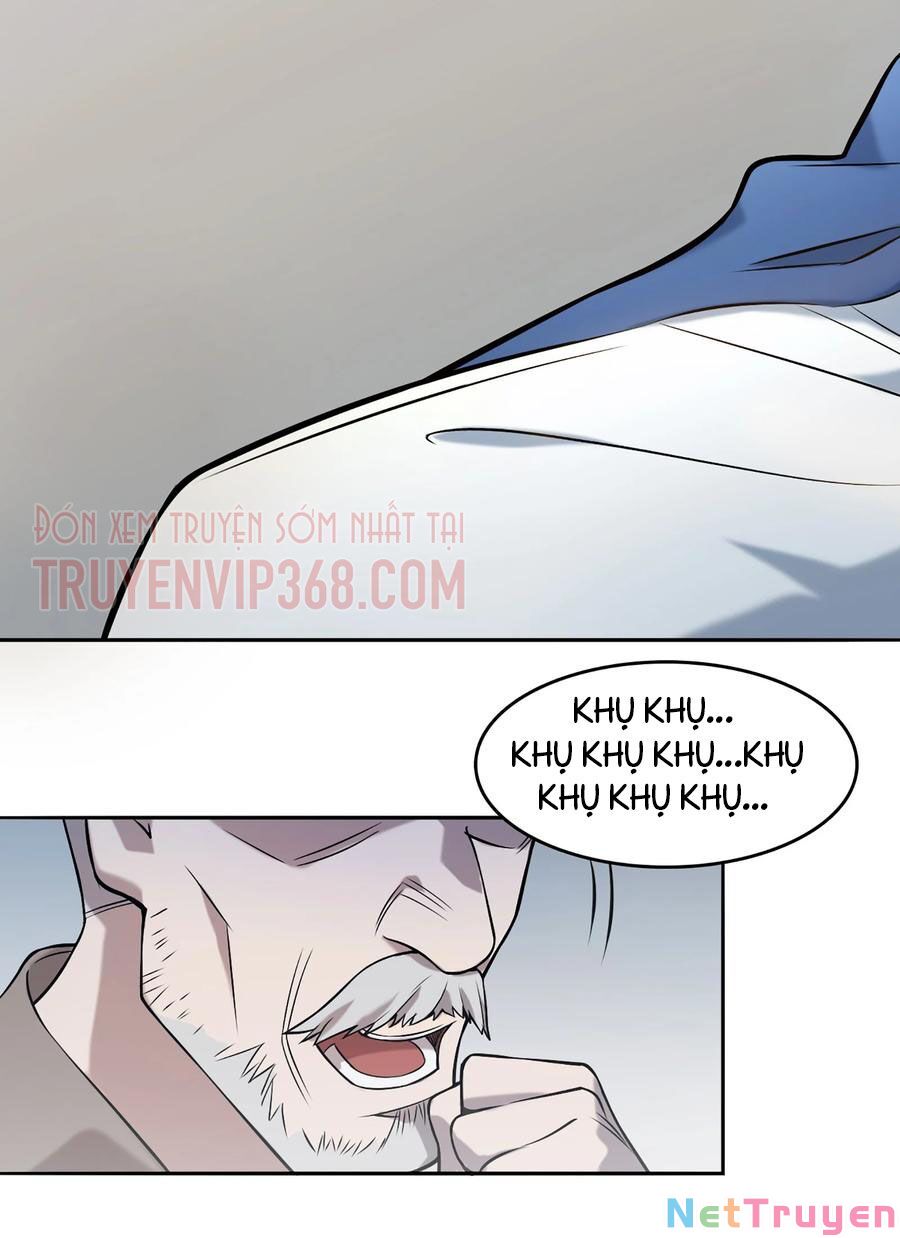 ĐÓN XEM TRUYỆN SỚM NHẤT TẠI
TRUYENVIP368.COM
KHỤ KHỤ...
KHỤ KHỤ KHỤ...KHỤ
KHỤ KHỤ KHỤ...
NetTruyen